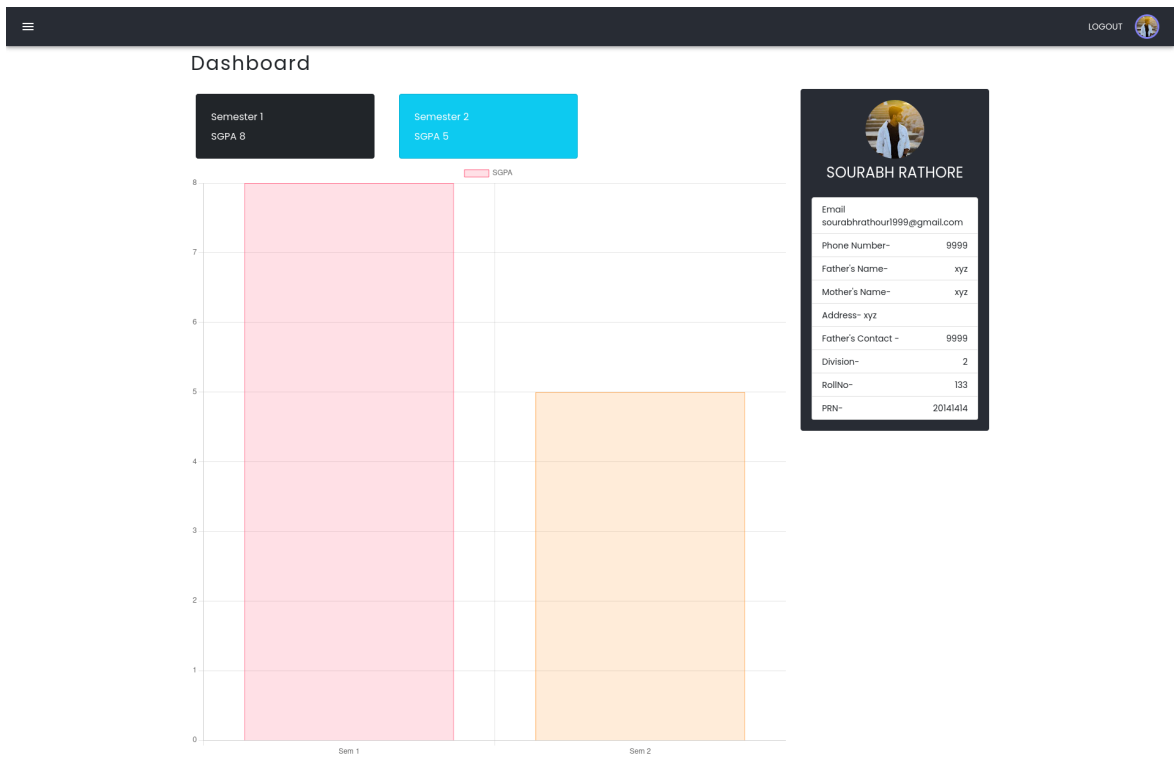 LOGOUT
Dashboard
Semester 1
SGPA 8
Semester 2
SGPA 5
SGPA
8
7
6
5
4
3
2
1
0
Sem 1
Sem 2
SOURABH RATHORE
Email
sourabhrathour1999@gmail.com
Phone Number- 9999
Father's Name- xyz
Mother's Name- xyz
Address- xyz
Father's Contact - 9999
Division- 2
RollNo- 133
PRN- 20141414